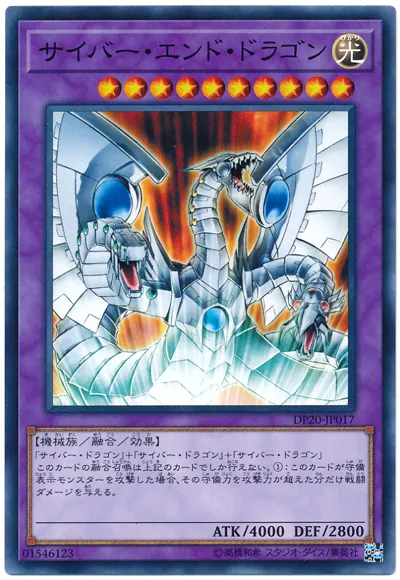 サイバー・エンド・ドラゴン
光
DP20-JP017
【機械族／融合／効果】
「サイバー・ドラゴン」+「サイバー・ドラゴン」+「サイバー・ドラゴン」
このカードの融合召喚は上記のカードでしか行えない。①：このカードが守備
表示モンスターを攻撃した場合、その守備力を攻撃力が超えた分だけ戦闘
ダメージを与える。
ATK/4000 DEF/2800
01546123
©高橋和希 スタジオ・ダイス/集英社